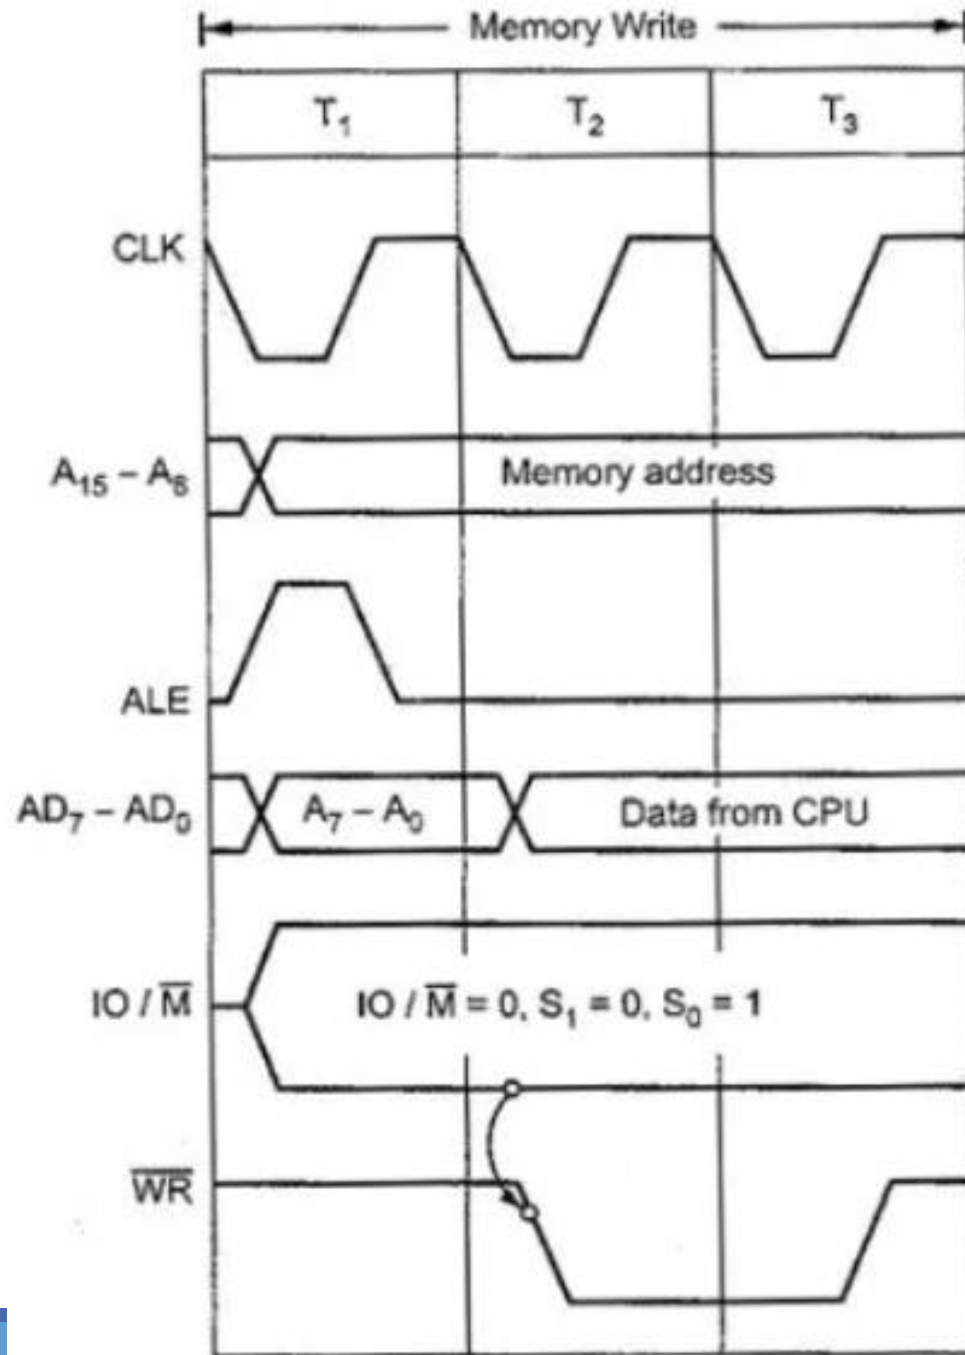 Memory Write
T₁ T₂ T₃
CLK
A₁₅ – A₈ Memory address
ALE
AD₇ – AD₀ A₇ – A₀ Data from CPU
IO / M̅ IO / M̅ = 0, S₁ = 0, S₀ = 1
W̅R̅